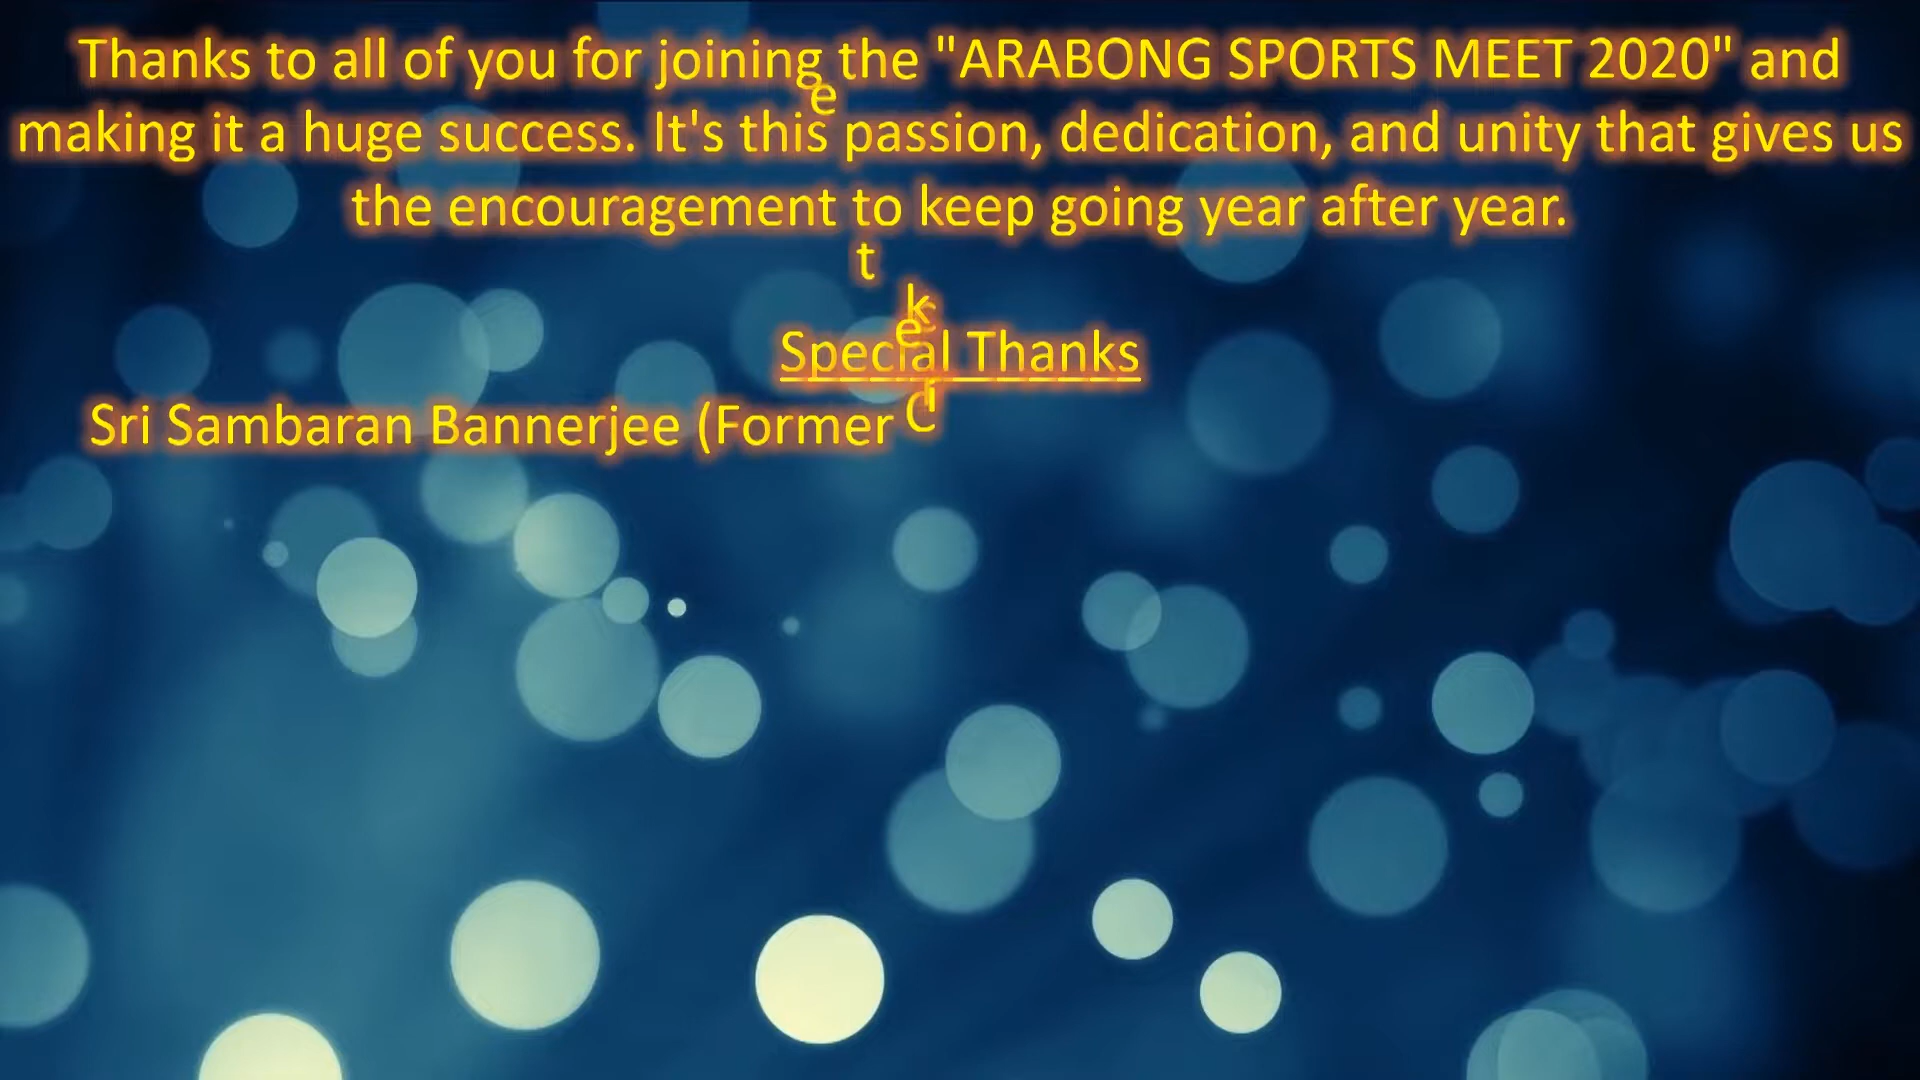 Thanks to all of you for joining the "ARABONG SPORTS MEET 2020" and
making it a huge success. It's this passion, dedication, and unity that gives us
the encouragement to keep going year after year.
Special Thanks
Sri Sambaran Bannerjee (Former